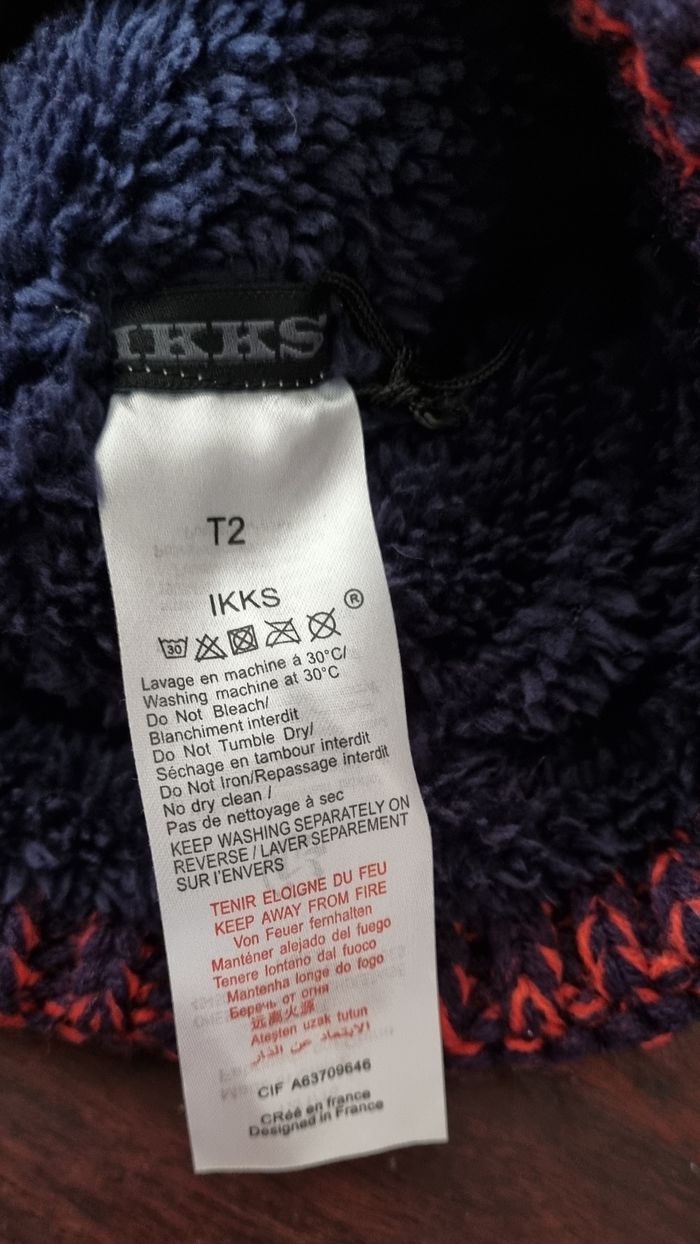 IKKS
T2
IKKS ®
30
Lavage en machine à 30°C/
Washing machine at 30°C
Do Not Bleach/
Blanchiment interdit
Do Not Tumble Dry/
Séchage en tambour interdit
Do Not Iron/Repassage interdit
No dry clean /
Pas de nettoyage à sec
KEEP WASHING SEPARATELY ON
REVERSE / LAVER SEPAREMENT
SUR l'ENVERS
TENIR ELOIGNE DU FEU
KEEP AWAY FROM FIRE
Von Feuer fernhalten
Manténer alejado del fuego
Tenere lontano dal fuoco
Mantenha longe do fogo
Беречь от огня
远离火源
Ateşten uzak tutun
الابتعاد عن النار
CIF A63709646
CRéé en france
Designed in France